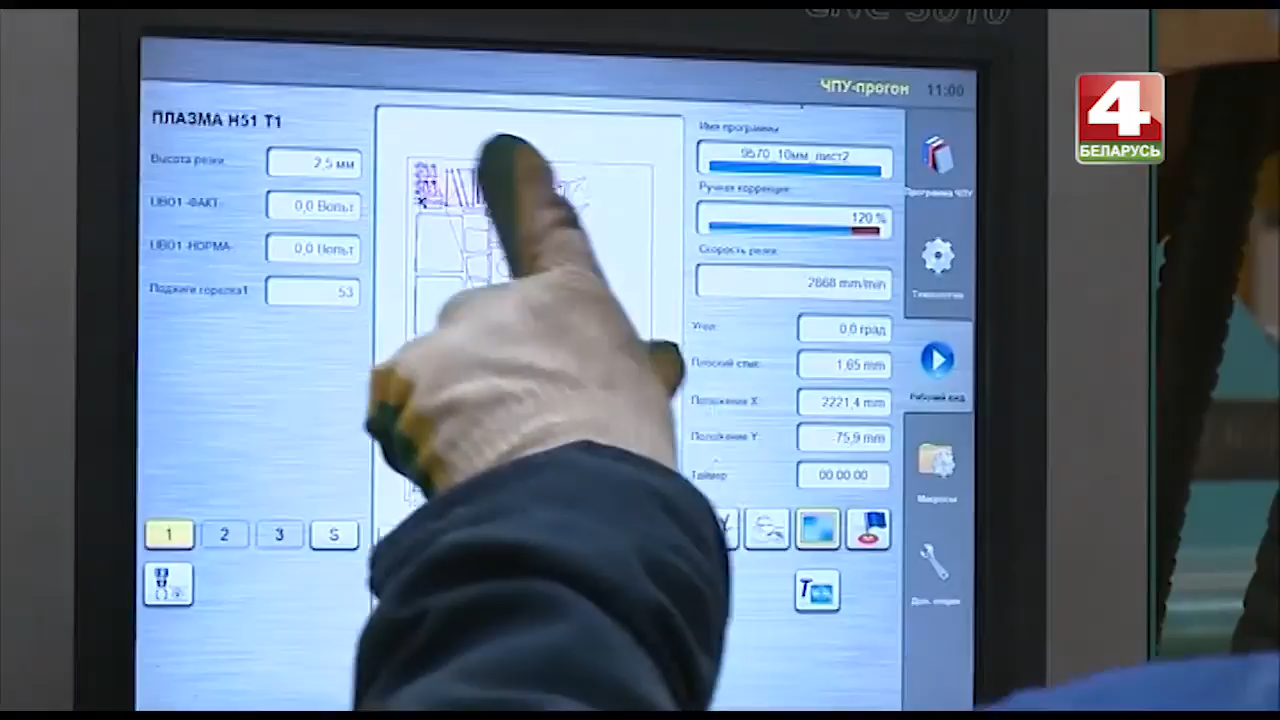 ЧПУ-прогон 11:00
4
БЕЛАРУСЬ
ПЛАЗМА H51 T1
Высота резки 2,5 мм
UB01-ФАКТ 0,0 Вольт
UB01-НОРМА 0,0 Вольт
Поджиги горелка1 53
Имя программы
9570_10мм_лист2
Ручная коррекция
120 %
Скорость резки
2868 mm/min
Угол 0,0 град
Плоский стык 1,65 mm
Положение X 2221,4 mm
Положение Y 75,9 mm
Таймер 00 00 00
Программа ЧПУ
Технология
Рабочий вид
Макросы
Доп. опции
1 2 3 S
T